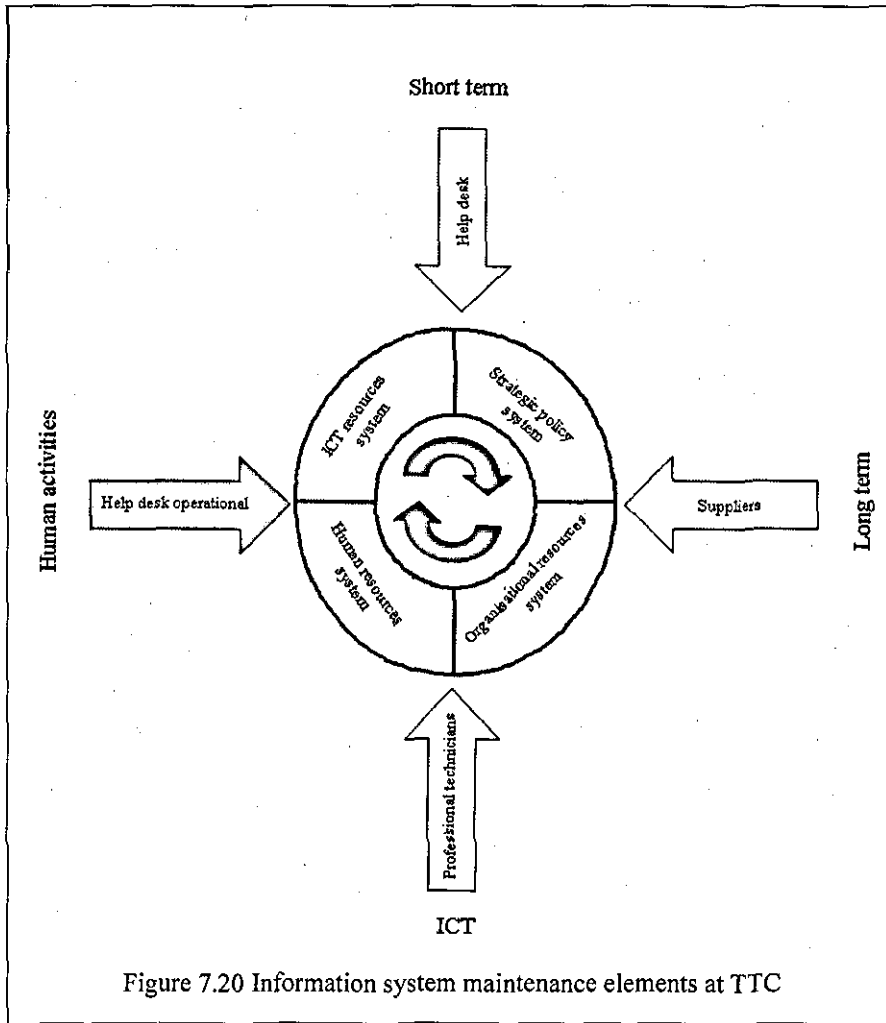 Short term
Help desk
ICT resources
system
Strategic policy
system
Human activities
Help desk operational
Suppliers
Long term
Human resources
system
Organisational resources
system
Professional technicians
ICT
Figure 7.20 Information system maintenance elements at TTC